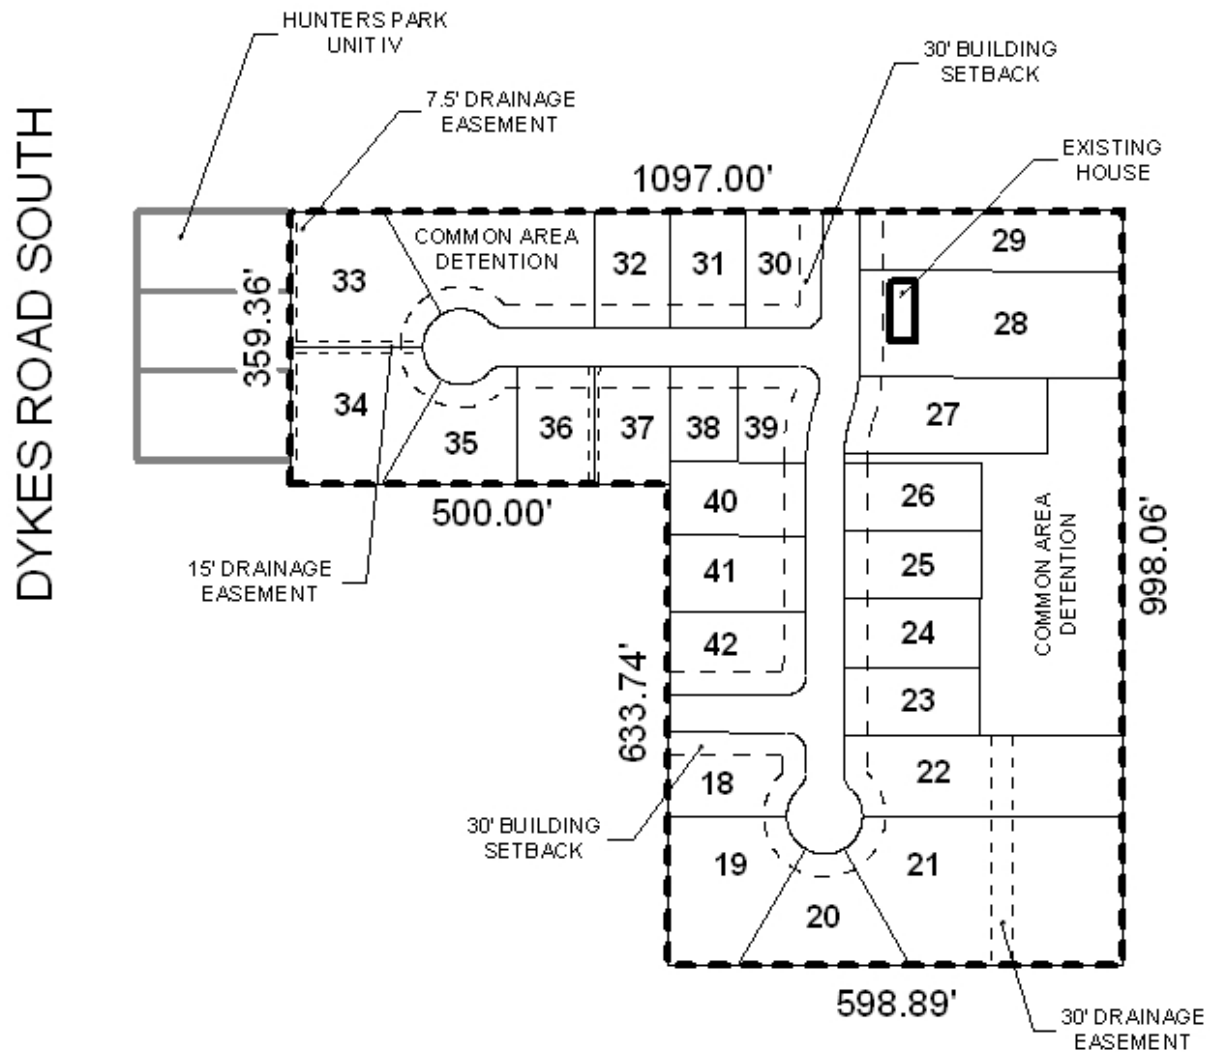 HUNTERS PARK
UNIT IV
30' BUILDING
SETBACK
7.5' DRAINAGE
EASEMENT
EXISTING
HOUSE
1097.00'
DYKES ROAD SOUTH
COMMON AREA
DETENTION
32
31
30
29
33
28
359.36'
34
35
36
37
38
39
27
500.00'
40
26
COMMON AREA
DETENTION
998.06'
15' DRAINAGE
EASEMENT
41
25
42
24
633.74'
23
18
22
30' BUILDING
SETBACK
19
21
20
598.89'
30' DRAINAGE
EASEMENT